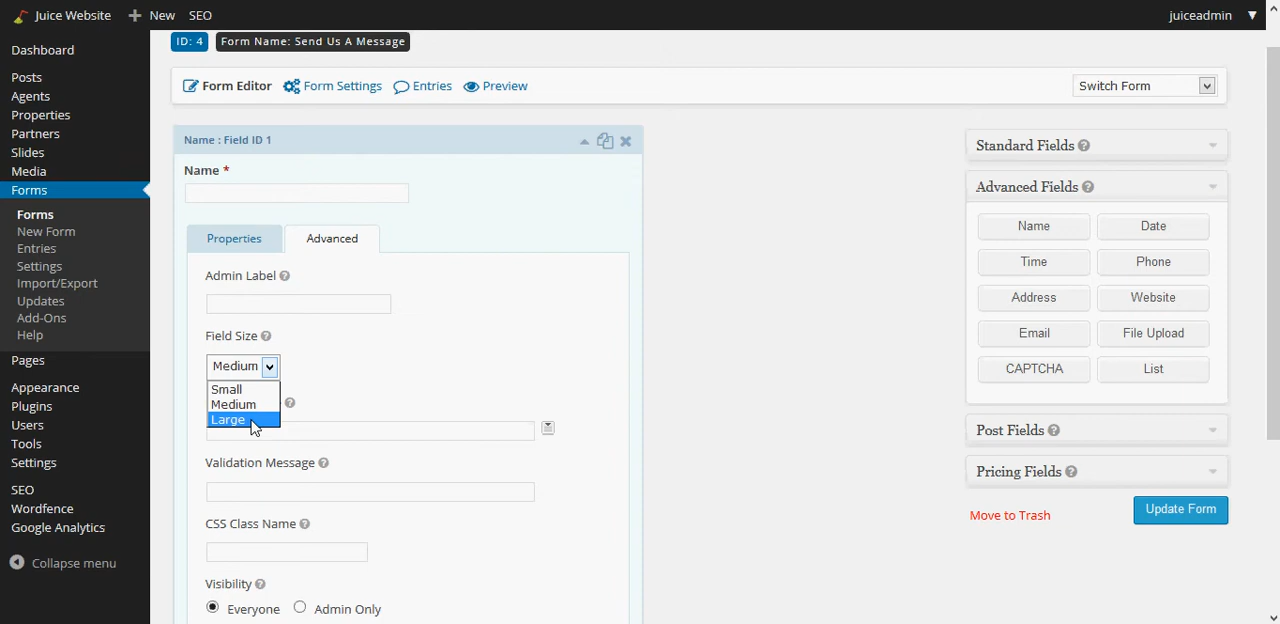 Juice Website
New
SEO
juiceadmin
Dashboard
Posts
Agents
Properties
Partners
Slides
Media
Forms
Forms
New Form
Entries
Settings
Import/Export
Updates
Add-Ons
Help
Pages
Appearance
Plugins
Users
Tools
Settings
SEO
Wordfence
Google Analytics
Collapse menu
ID: 4
Form Name: Send Us A Message
Form Editor
Form Settings
Entries
Preview
Switch Form
Name : Field ID 1
Name *
Properties
Advanced
Admin Label
Field Size
Medium
Small
Medium
Large
Validation Message
CSS Class Name
Visibility
Everyone
Admin Only
Standard Fields
Advanced Fields
Name
Date
Time
Phone
Address
Website
Email
File Upload
CAPTCHA
List
Post Fields
Pricing Fields
Move to Trash
Update Form